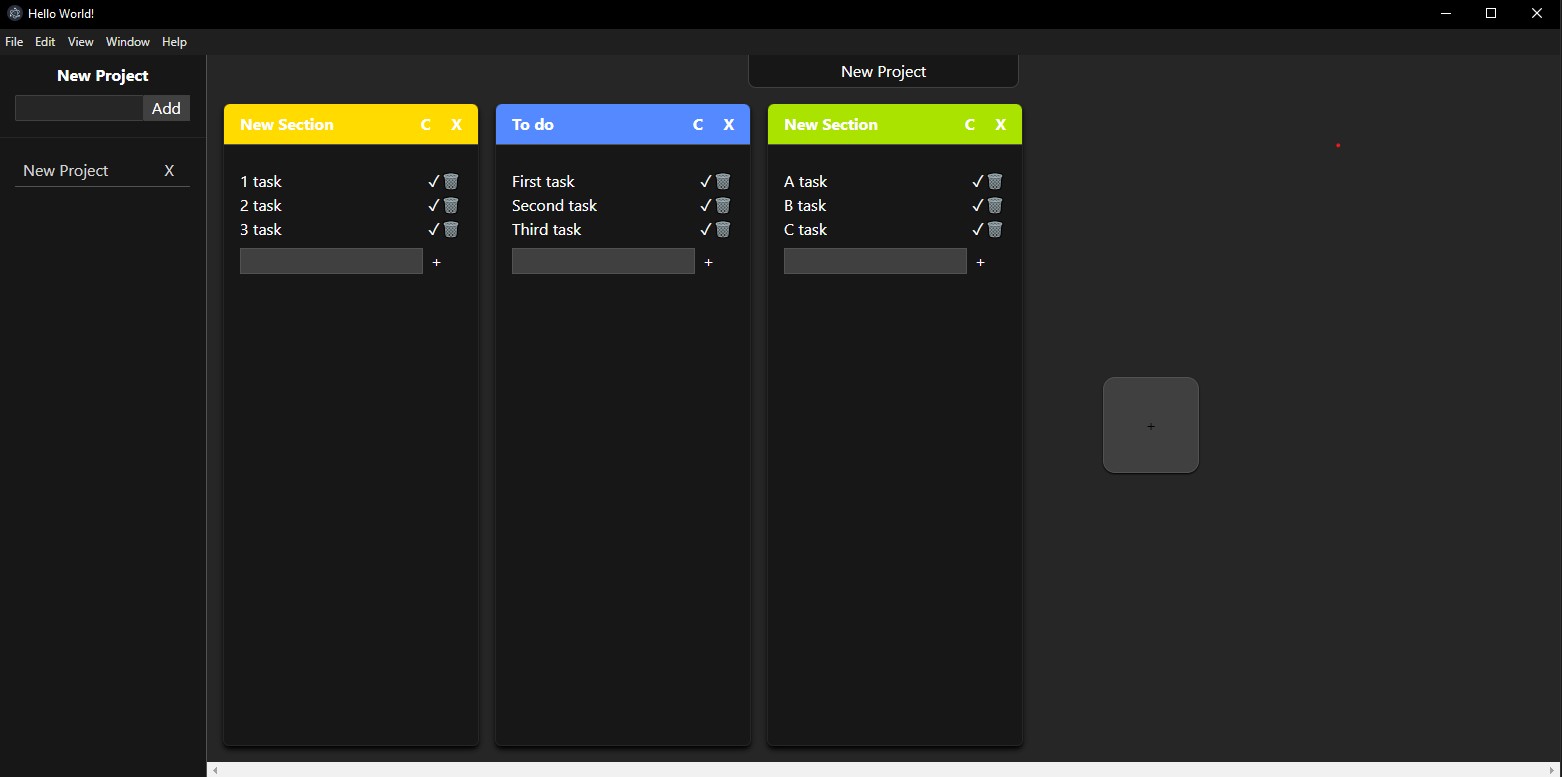 Hello World!
File Edit View Window Help
New Project
Add
New Project X
New Project
New Section C X
1 task ✓
2 task ✓
3 task ✓
+
To do C X
First task ✓
Second task ✓
Third task ✓
+
New Section C X
A task ✓
B task ✓
C task ✓
+
+